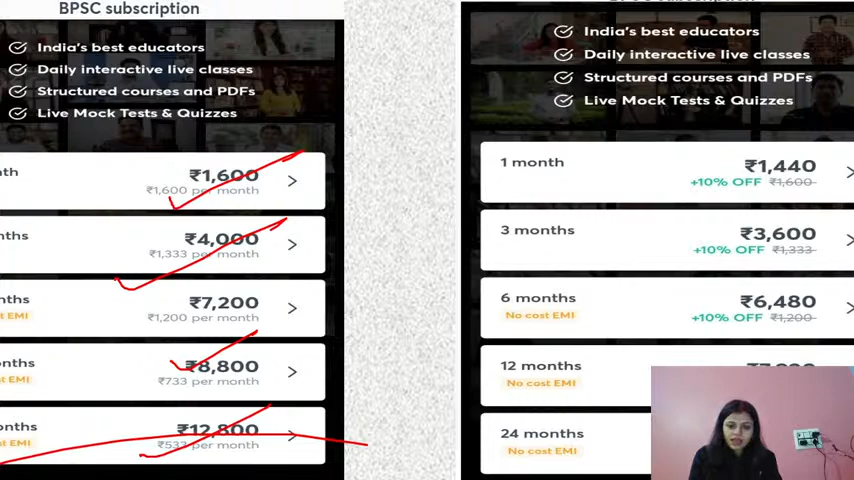 BPSC subscription
India's best educators
Daily interactive live classes
Structured courses and PDFs
Live Mock Tests & Quizzes
₹1,600
₹1,600 per month
₹4,000
₹1,333 per month
₹7,200
₹1,200 per month
₹8,800
₹733 per month
₹12,800
₹533 per month
India's best educators
Daily interactive live classes
Structured courses and PDFs
Live Mock Tests & Quizzes
1 month ₹1,440
+10% OFF ₹1,600
3 months ₹3,600
+10% OFF ₹1,333
6 months ₹6,480
No cost EMI +10% OFF ₹1,200
12 months
No cost EMI
24 months
No cost EMI